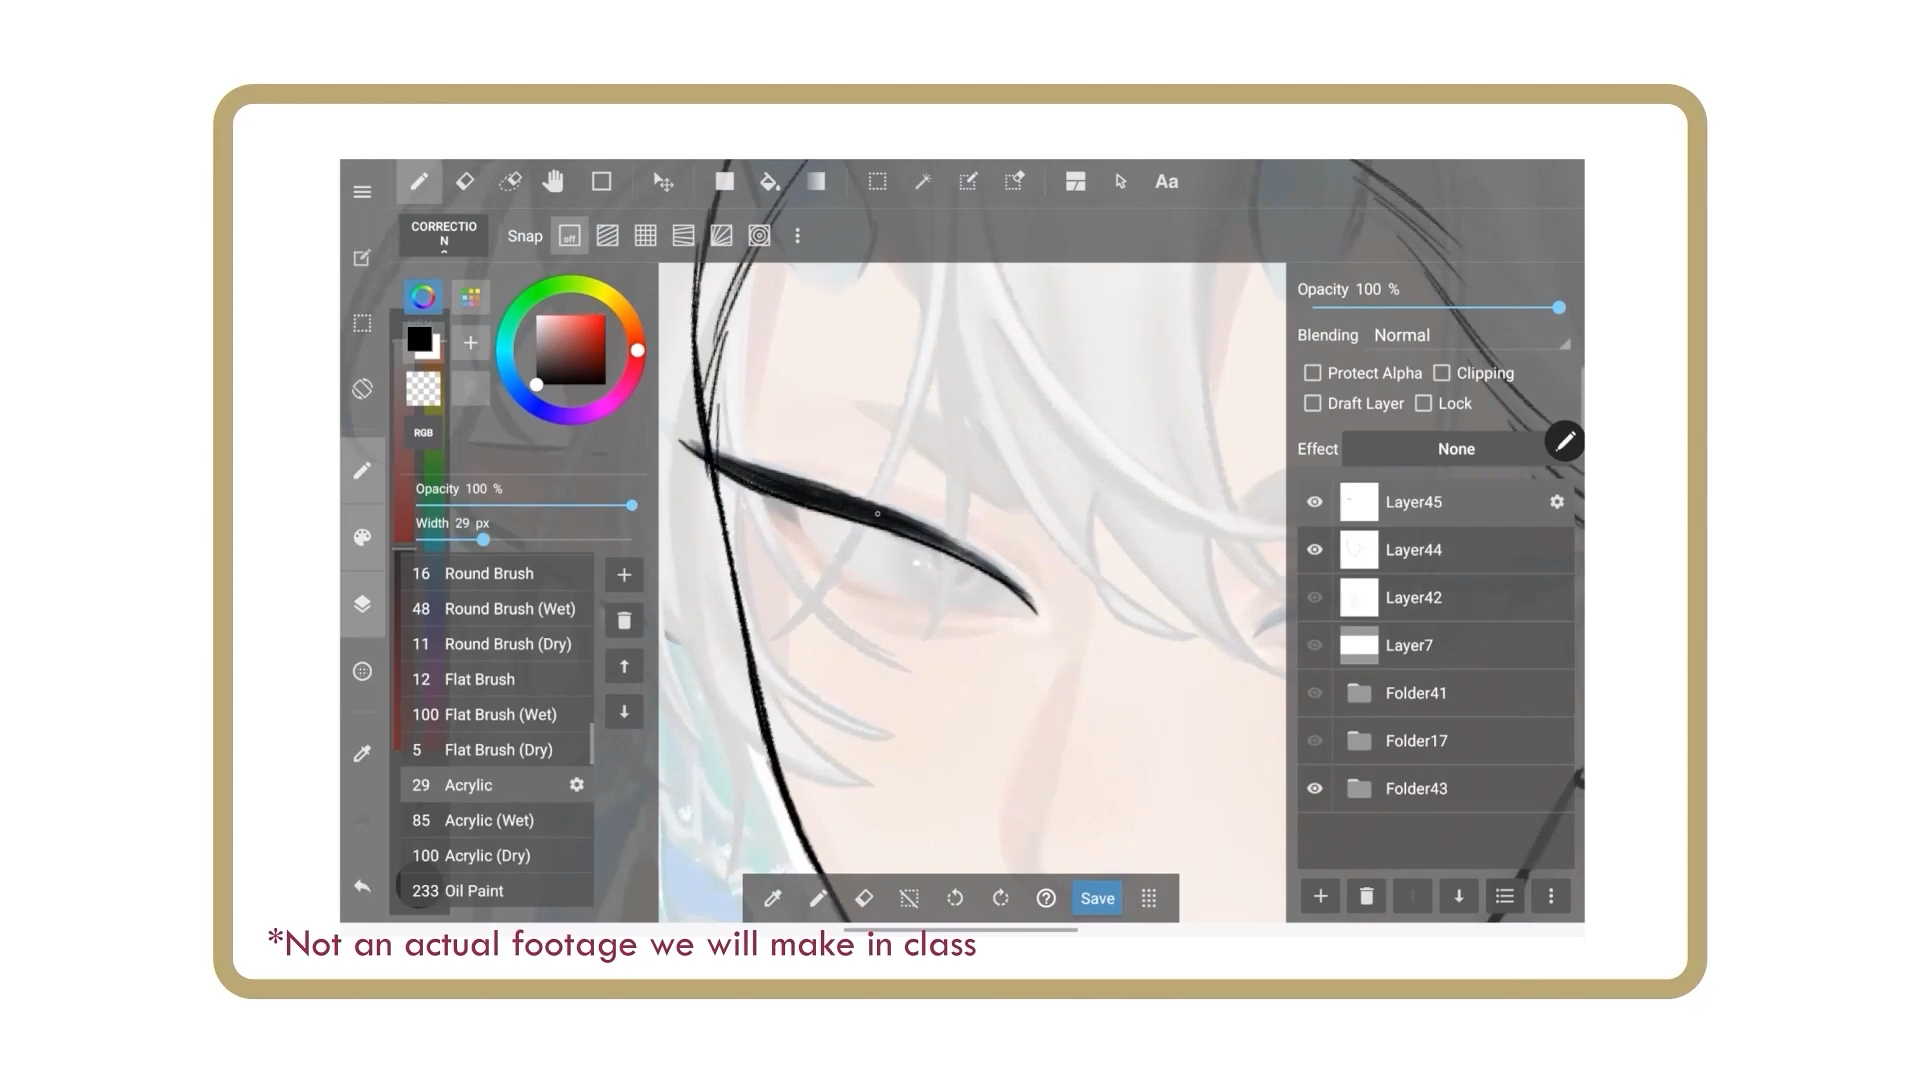 Aa
CORRECTIO
N
Snap
off
RGB
Opacity 100 %
Width 29 px
16 Round Brush
48 Round Brush (Wet)
11 Round Brush (Dry)
12 Flat Brush
100 Flat Brush (Wet)
5 Flat Brush (Dry)
29 Acrylic
85 Acrylic (Wet)
100 Acrylic (Dry)
233 Oil Paint
Save
Opacity 100 %
Blending Normal
Protect Alpha Clipping
Draft Layer Lock
Effect None
Layer45
Layer44
Layer42
Layer7
Folder41
Folder17
Folder43
*Not an actual footage we will make in class